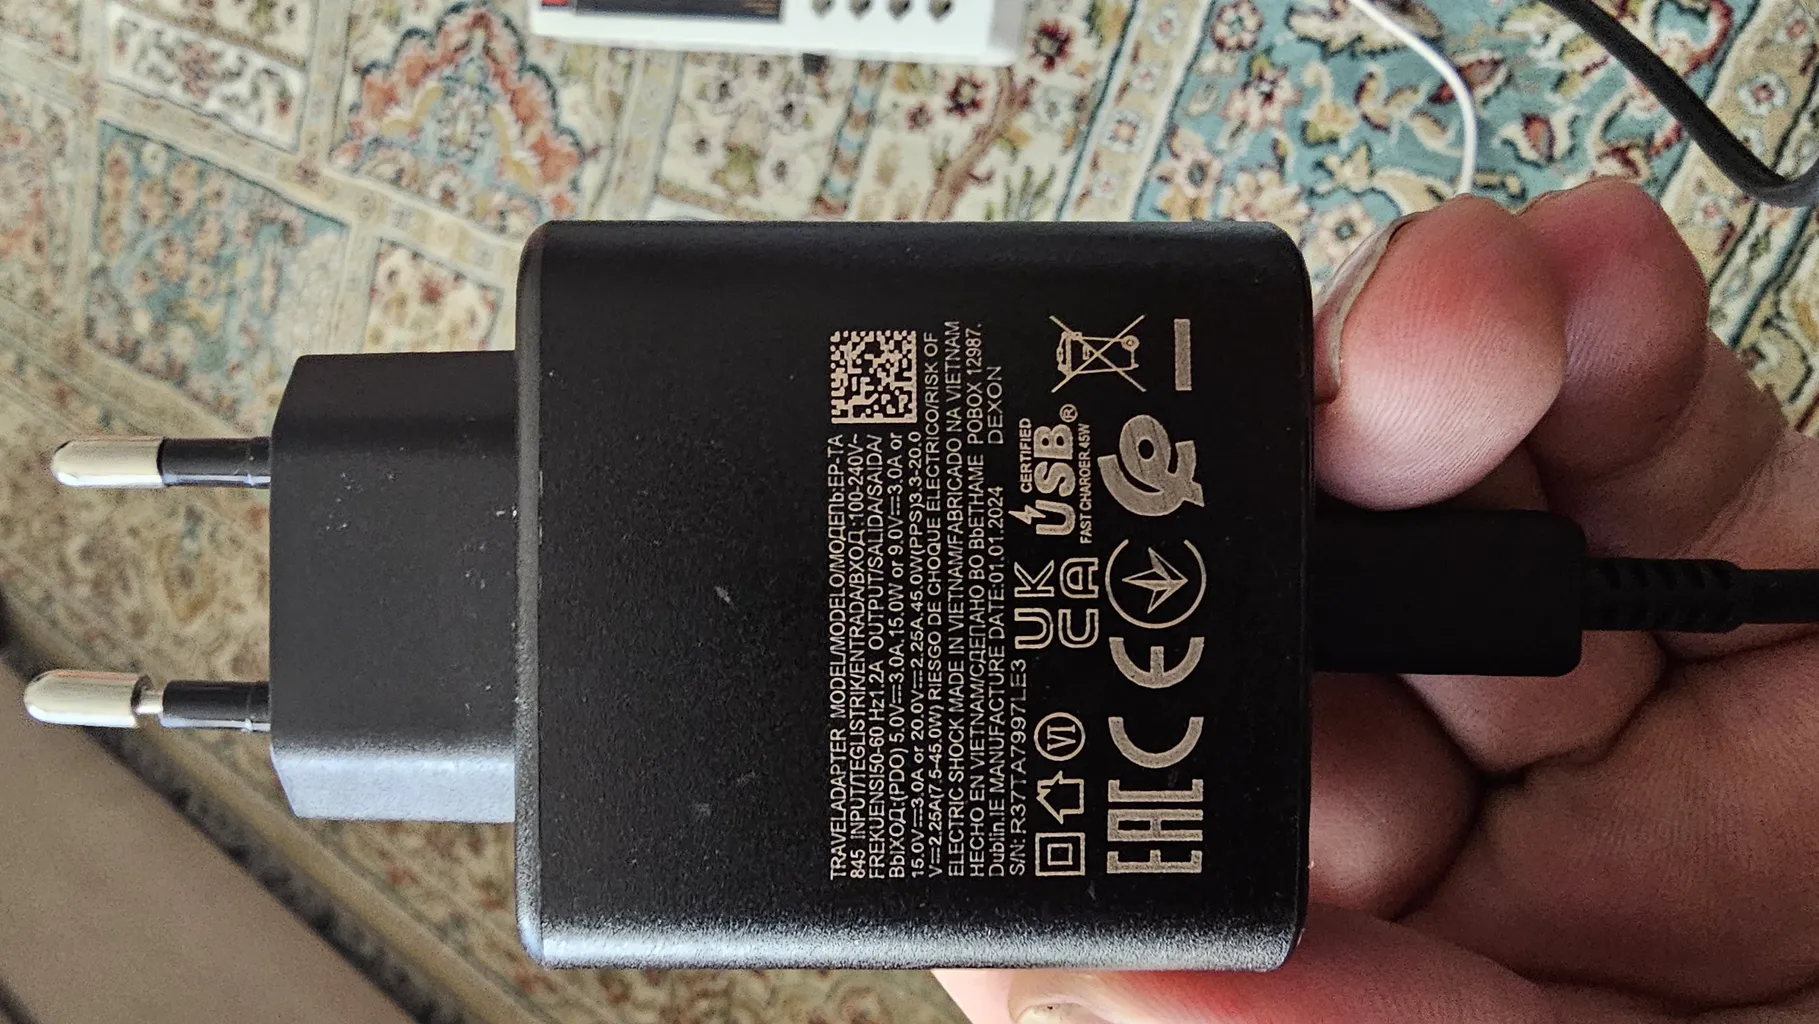 TRAVELADAPTER MODEL/MODELO/МОДЕЛЬ:EP-TA
845 INPUT/TEGLISTRIK/ENTRADA/ВХОД:100-240V~
FREKUENSI50-60 Hz1.2A OUTPUT/SALIDA/SAIDA/
ВЫХОД:(PDO) 5.0V⎓3.0A.15.0W or 9.0V⎓3.0A or
15.0V⎓3.0A or 20.0V⎓2.25A.45.0W(PPS)3.3-20.0
V⎓2.25A(7.5-45.0W) RIESGO DE CHOQUE ELECTRICO/RISK OF
ELECTRIC SHOCK MADE IN VIETNAM/FABRICADO NA VIETNAM
HECHO EN VIETNAM/СДЕПАНО ВО ВЬЕТНАМЕ POBOX 12987.
Dublin.IE MANUFACTURE DATE:01.01.2024 DEXON
S/N: R37TA7997LE3
VI
UK
CA
CERTIFIED
USB®
FAST CHARGER.45W
EAC CE